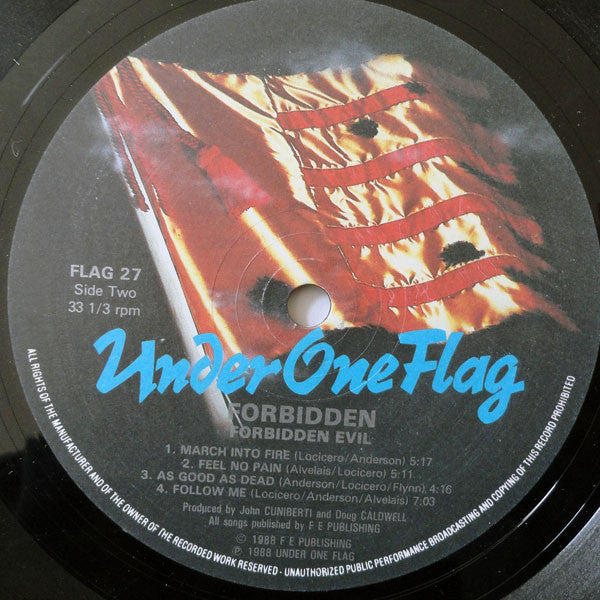 FLAG 27
Side Two
33 1/3 rpm
Under One Flag
FORBIDDEN
FORBIDDEN EVIL
1. MARCH INTO FIRE (Locicero/Anderson) 5:17
2. FEEL NO PAIN (Alvelais/Locicero) 5:11
3. AS GOOD AS DEAD (Anderson/Locicero/Flynn) 4:16
4. FOLLOW ME (Locicero/Anderson/Alvelais) 7:03
Produced by John CUNIBERTI and Doug CALDWELL
All songs published by F E PUBLISHING
© 1988 F E PUBLISHING
℗ 1988 UNDER ONE FLAG
ALL RIGHTS OF THE MANUFACTURER AND OF THE OWNER OF THE RECORDED WORK RESERVED - UNAUTHORIZED PUBLIC PERFORMANCE BROADCASTING AND COPYING OF THIS RECORD PROHIBITED